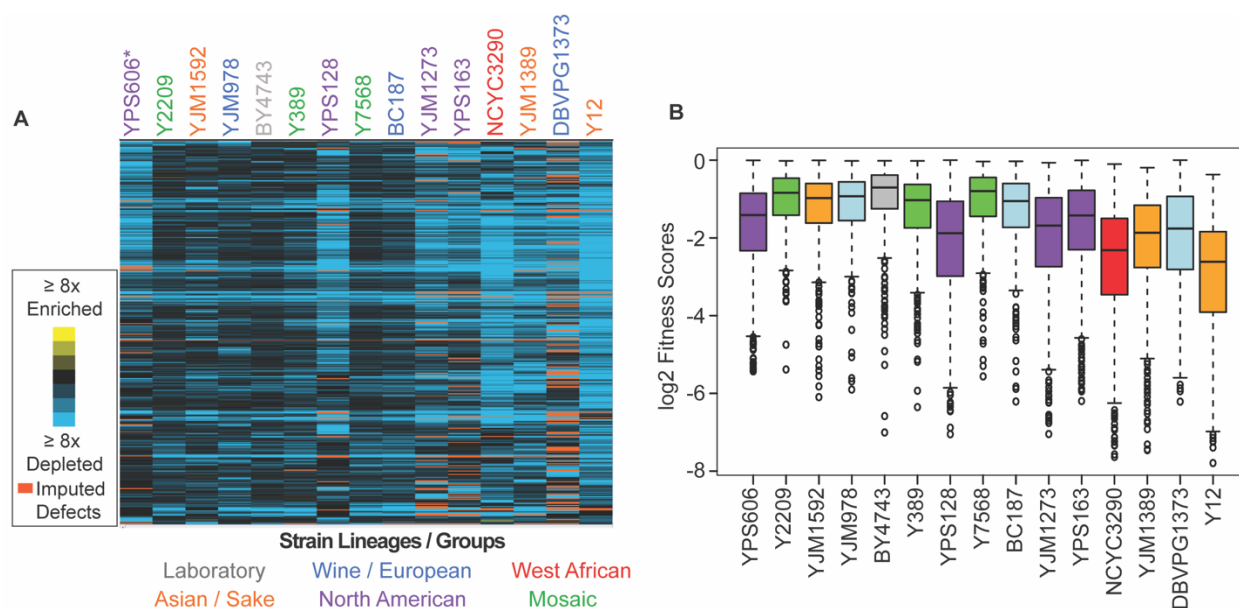 A
YPS606*
Y2209
YJM1592
YJM978
BY4743
Y389
YPS128
Y7568
BC187
YJM1273
YPS163
NCYC3290
YJM1389
DBVPG1373
Y12
≥ 8x
Enriched
≥ 8x
Depleted
Imputed
Defects
Strain Lineages / Groups
Laboratory Wine / European West African
Asian / Sake North American Mosaic
B
log2 Fitness Scores
0
-2
-4
-6
-8
YPS606
Y2209
YJM1592
YJM978
BY4743
Y389
YPS128
Y7568
BC187
YJM1273
YPS163
NCYC3290
YJM1389
DBVPG1373
Y12